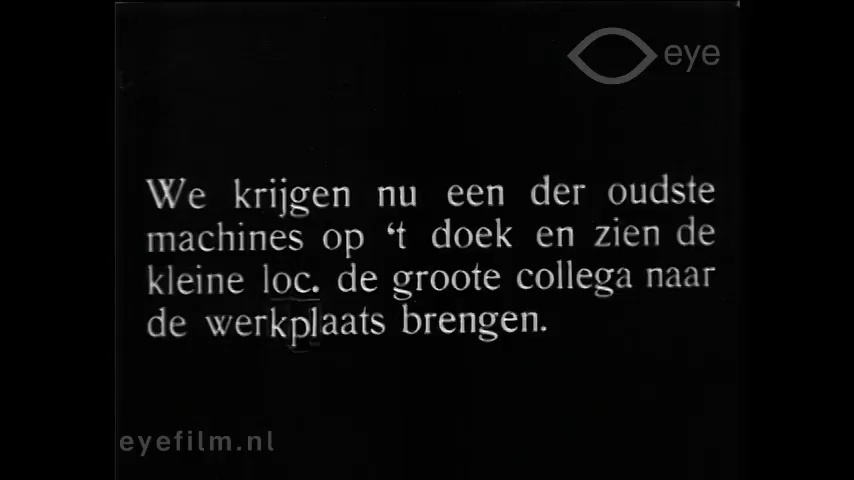 eye
We krijgen nu een der oudste
machines op ‘t doek en zien de
kleine loc. de groote collega naar
de werkplaats brengen.
eyefilm.nl